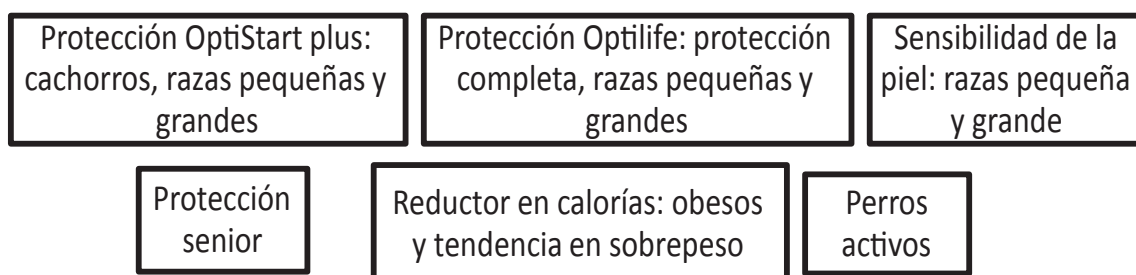 Protección OptiStart plus:
cachorros, razas pequeñas y
grandes
Protección Optilife: protección
completa, razas pequeñas y
grandes
Sensibilidad de la
piel: razas pequeña
y grande
Protección
senior
Reductor en calorías: obesos
y tendencia en sobrepeso
Perros
activos